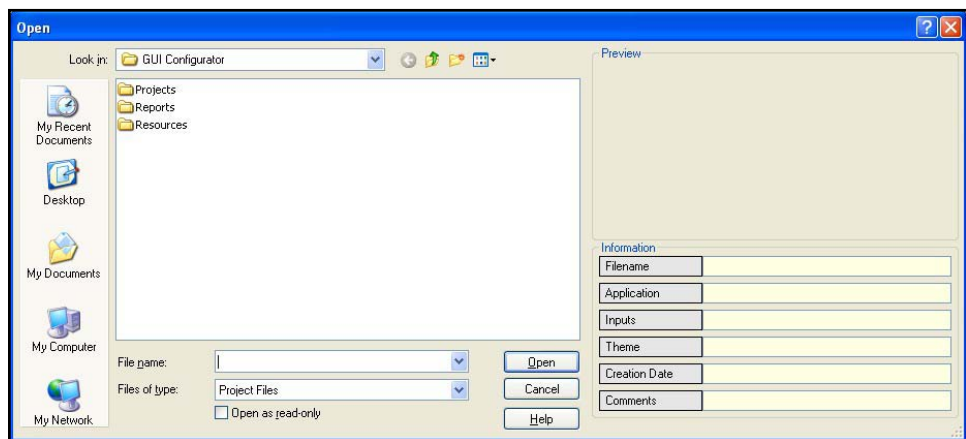 Open
Look in:
GUI Configurator
Projects
Reports
Resources
My Recent
Documents
Desktop
My Documents
My Computer
My Network
File name:
Files of type:
Project Files
Open as read-only
Open
Cancel
Help
Preview
Information
Filename
Application
Inputs
Theme
Creation Date
Comments